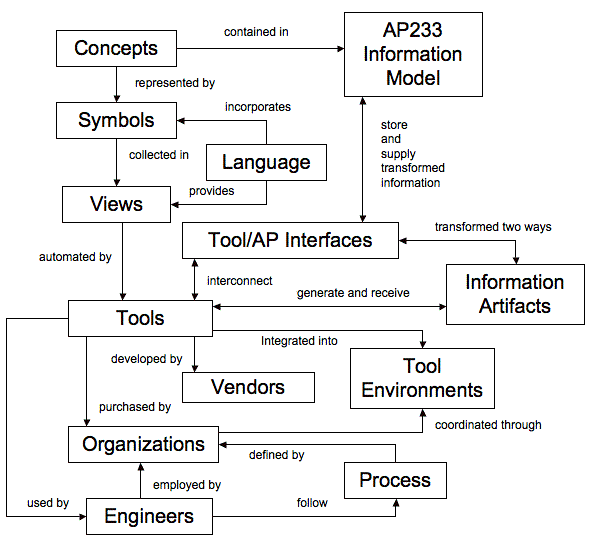 contained in
Concepts
AP233
Information
Model
represented by
incorporates
Symbols
collected in
Language
store
and
supply
transformed
information
provides
Views
transformed two ways
Tool/AP Interfaces
automated by
interconnect
Information
Artifacts
generate and receive
Tools
Integrated into
developed by
Tool
Environments
Vendors
purchased by
coordinated through
Organizations
defined by
Process
employed by
used by
Engineers
follow